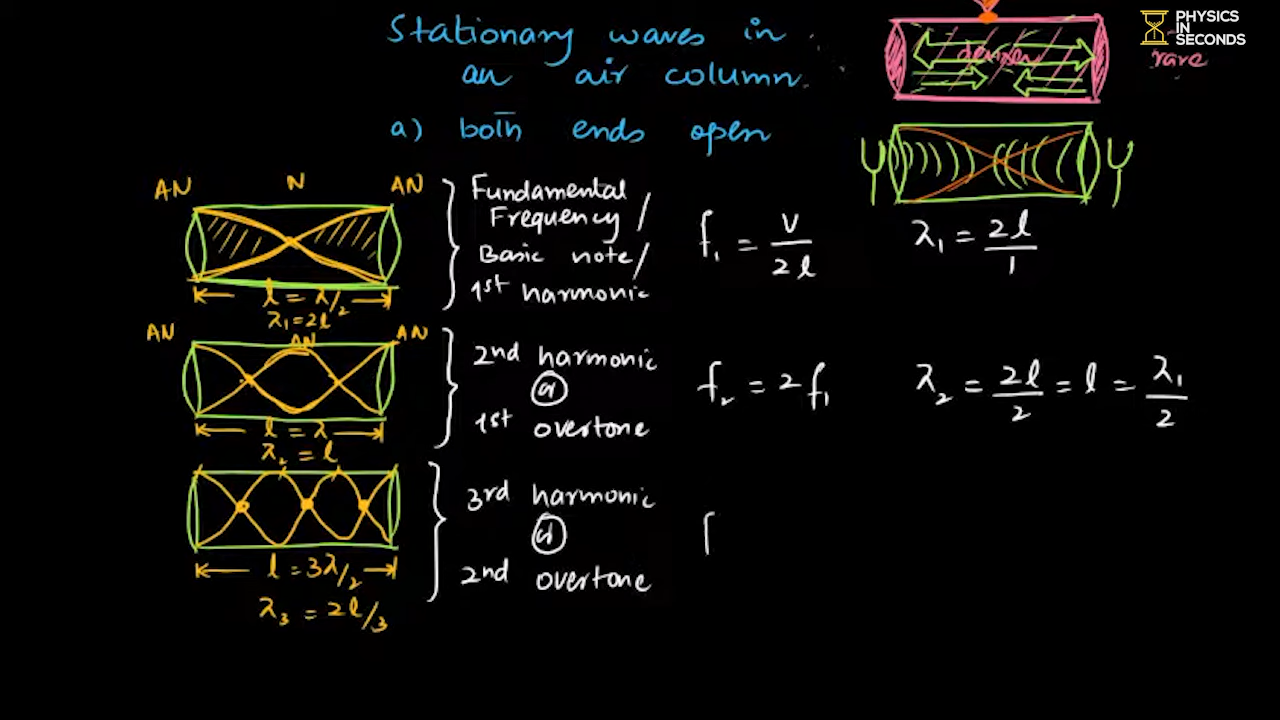 PHYSICS
IN
SECONDS
Stationary waves in
an air column
a) both ends open
denser
rare
AN N AN
l = λ/2
λ₁ = 2l
Fundamental
Frequency /
Basic note /
1st harmonic
f₁ = v/2l
λ₁ = 2l/1
AN AN AN
l = λ
λ₂ = l
2nd harmonic
1st overtone
f₂ = 2f₁
λ₂ = 2l/2 = l = λ₁/2
l = 3λ/2
λ₃ = 2l/3
3rd harmonic
2nd overtone